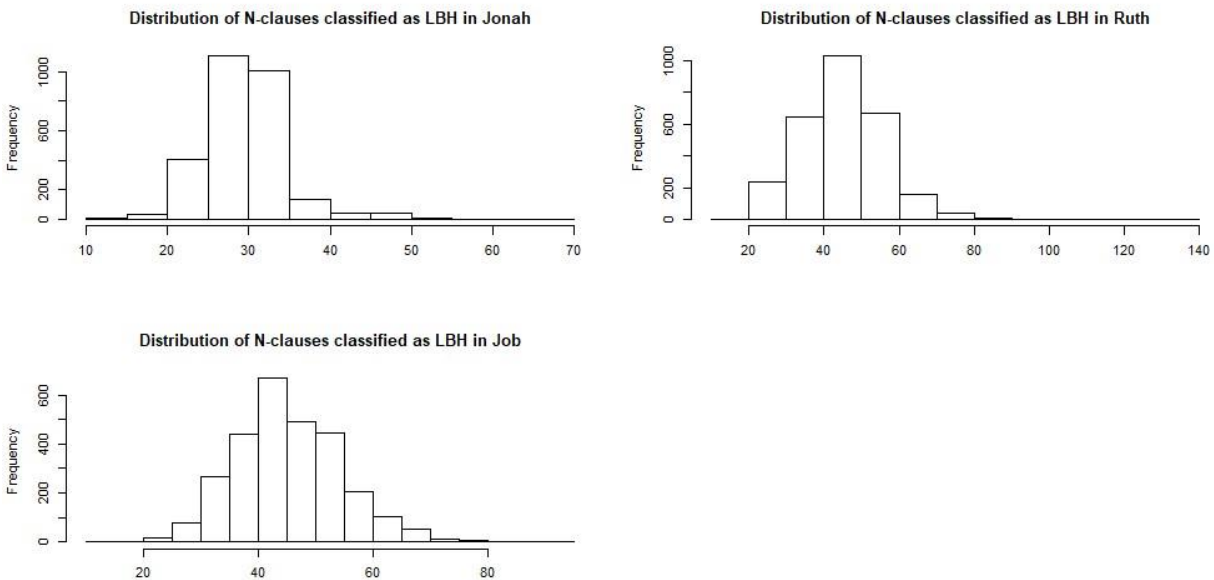 Distribution of N-clauses classified as LBH in Jonah
Frequency
0 200 600 1000
10 20 30 40 50 60 70
Distribution of N-clauses classified as LBH in Ruth
Frequency
0 200 600 1000
20 40 60 80 100 120 140
Distribution of N-clauses classified as LBH in Job
Frequency
0 200 400 600
20 40 60 80